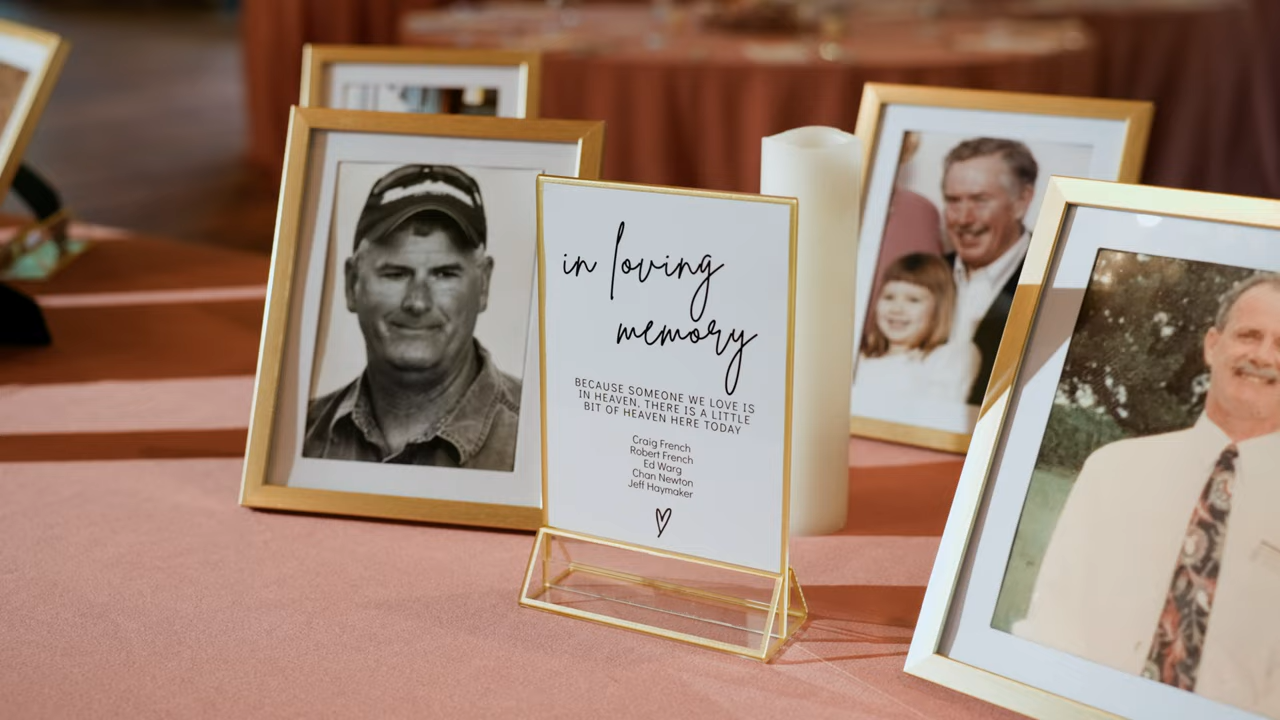 in loving
memory
BECAUSE SOMEONE WE LOVE IS
IN HEAVEN, THERE IS A LITTLE
BIT OF HEAVEN HERE TODAY
Craig French
Robert French
Ed Warg
Chan Newton
Jeff Haymaker